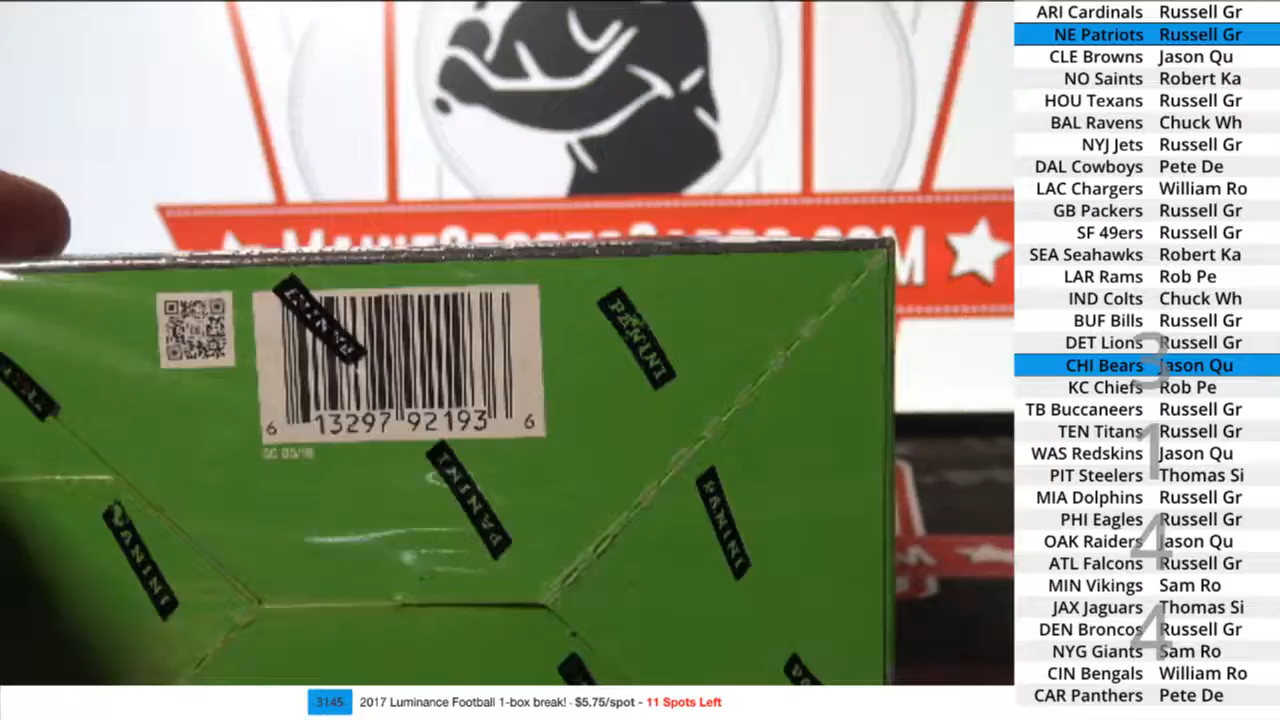 ARI Cardinals Russell Gr
NE Patriots Russell Gr
CLE Browns Jason Qu
NO Saints Robert Ka
HOU Texans Russell Gr
BAL Ravens Chuck Wh
NYJ Jets Russell Gr
DAL Cowboys Pete De
LAC Chargers William Ro
GB Packers Russell Gr
SF 49ers Russell Gr
SEA Seahawks Robert Ka
LAR Rams Rob Pe
IND Colts Chuck Wh
BUF Bills Russell Gr
DET Lions Russell Gr
CHI Bears Jason Qu
KC Chiefs Rob Pe
TB Buccaneers Russell Gr
TEN Titans Russell Gr
WAS Redskins Jason Qu
PIT Steelers Thomas Si
MIA Dolphins Russell Gr
PHI Eagles Russell Gr
OAK Raiders Jason Qu
ATL Falcons Russell Gr
MIN Vikings Sam Ro
JAX Jaguars Thomas Si
DEN Broncos Russell Gr
NYG Giants Sam Ro
CIN Bengals William Ro
CAR Panthers Pete De
3
1
4
4
PANINI
PANINI
6 13297 92193 6
PANINI
PANINI
PANINI
3145 2017 Luminance Football 1-box break! - $5.75/spot - 11 Spots Left